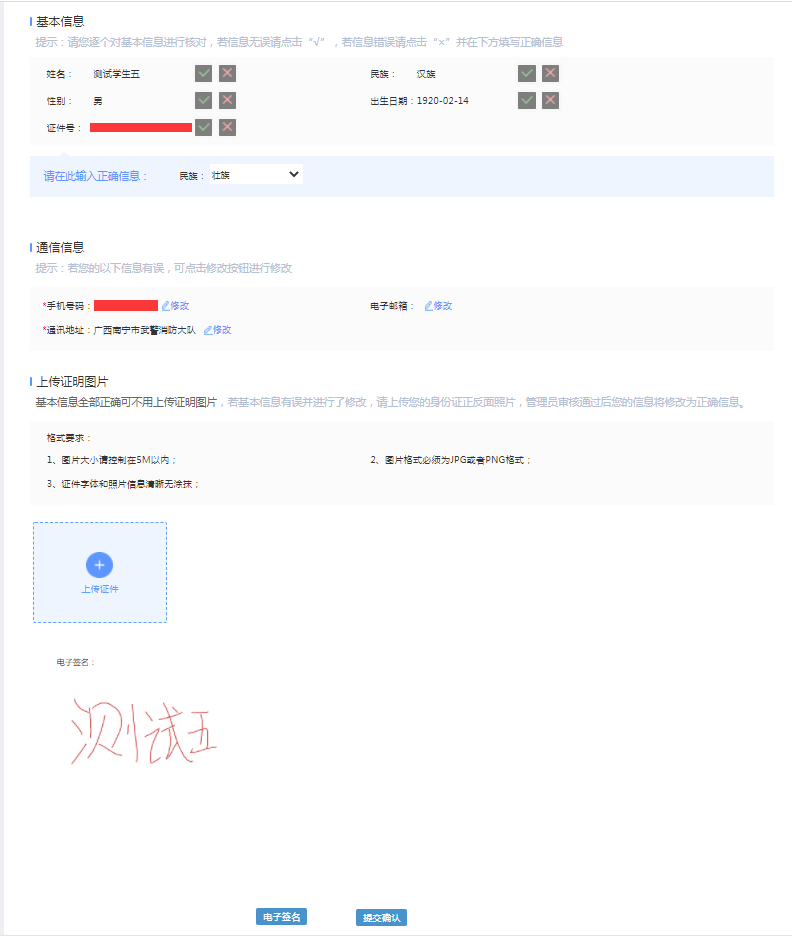 基本信息
提示：请您逐个对基本信息进行核对，若信息无误请点击“√”，若信息错误请点击“×”并在下方填写正确信息
姓名： 测试学生五 民族： 汉族
性别： 男 出生日期：1920-02-14
证件号：
请在此输入正确信息： 民族： 壮族
通信信息
提示：若您的以下信息有误，可点击修改按钮进行修改
*手机号码： 修改 电子邮箱： 修改
*通讯地址：广西南宁市武警消防大队 修改
上传证明图片
基本信息全部正确可不用上传证明图片，若基本信息有误并进行了修改，请上传您的身份证正反面照片，管理员审核通过后您的信息将修改为正确信息。
格式要求：
1、图片大小请控制在5M以内； 2、图片格式必须为JPG或者PNG格式；
3、证件字体和照片信息清晰无涂抹；
上传证件
电子签名：
测试五
电子签名 提交确认